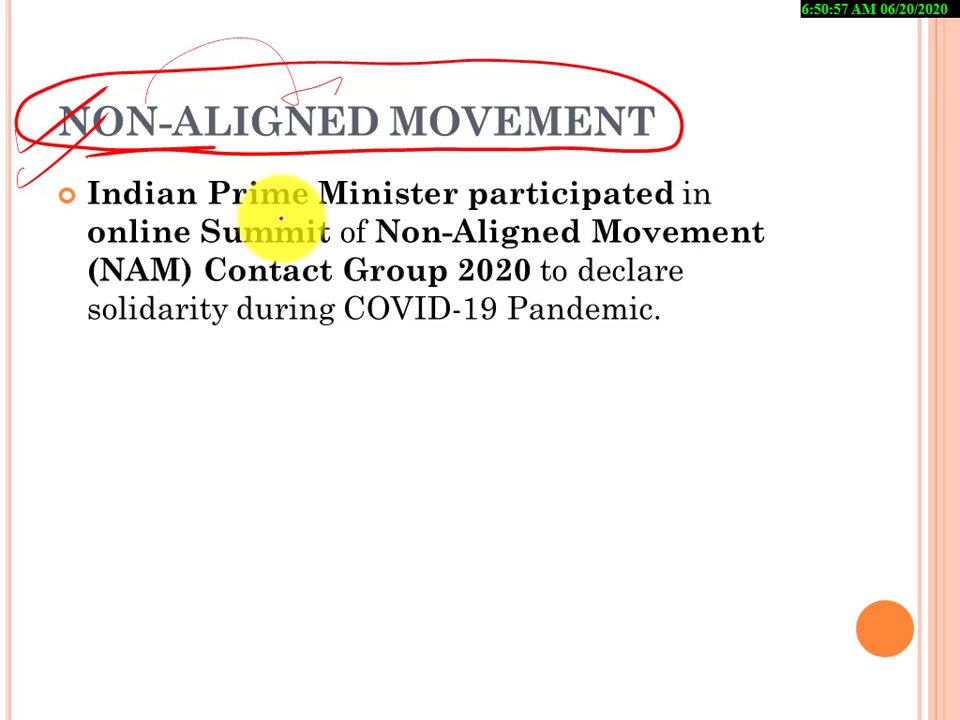 6:50:57 AM 06/20/2020
NON-ALIGNED MOVEMENT
Indian Prime Minister participated in
online Summit of Non-Aligned Movement
(NAM) Contact Group 2020 to declare
solidarity during COVID-19 Pandemic.